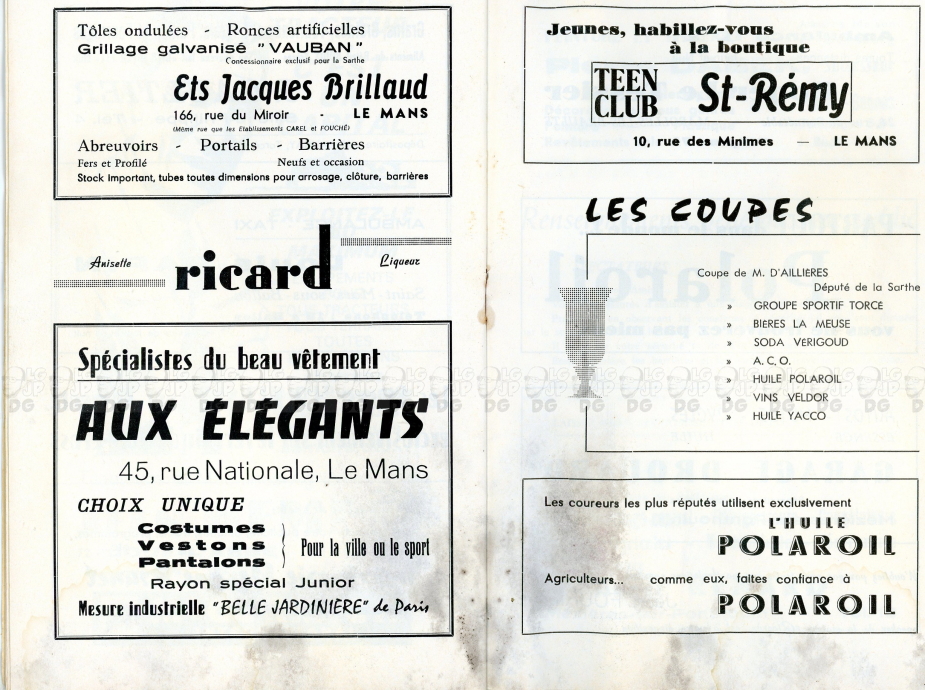 Tôles ondulées - Ronces artificielles
Grillage galvanisé " VAUBAN "
Concessionnaire exclusif pour la Sarthe
Ets Jacques Brillaud
166, rue du Miroir LE MANS
(Même rue que les Etablissements CAREL et FOUCHÉ)
Abreuvoirs - Portails - Barrières
Fers et Profilé Neufs et occasion
Stock important, tubes toutes dimensions pour arrosage, clôture, barrières
Anisette ricard Liqueur
Spécialistes du beau vêtement
AUX ÉLÉGANTS
45, rue Nationale, Le Mans
CHOIX UNIQUE
Costumes
Vestons
Pantalons
Pour la ville ou le sport
Rayon spécial Junior
Mesure industrielle "BELLE JARDINIERE" de Paris
Jeunes, habillez-vous
à la boutique
TEEN CLUB St-Rémy
10, rue des Minimes — LE MANS
LES COUPES
Coupe de M. D'AILLIERES
Député de la Sarthe
» GROUPE SPORTIF TORCE
» BIERES LA MEUSE
» SODA VERIGOUD
» A. C. O.
» HUILE POLAROIL
» VINS VELDOR
» HUILE YACCO
Les coureurs les plus réputés utilisent exclusivement
L'HUILE
POLAROIL
Agriculteurs... comme eux, faites confiance à
POLAROIL